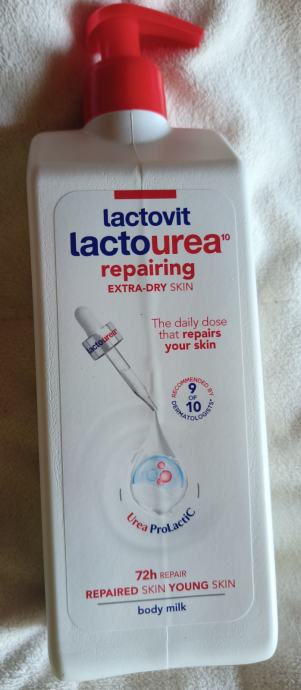 lactovit
lactourea10
repairing
EXTRA-DRY SKIN
The daily dose
that repairs
your skin
lactourea
RECOMMENDED BY
9
OF
10
DERMATOLOGISTS*
Urea ProLactiC
72h REPAIR
REPAIRED SKIN YOUNG SKIN
body milk